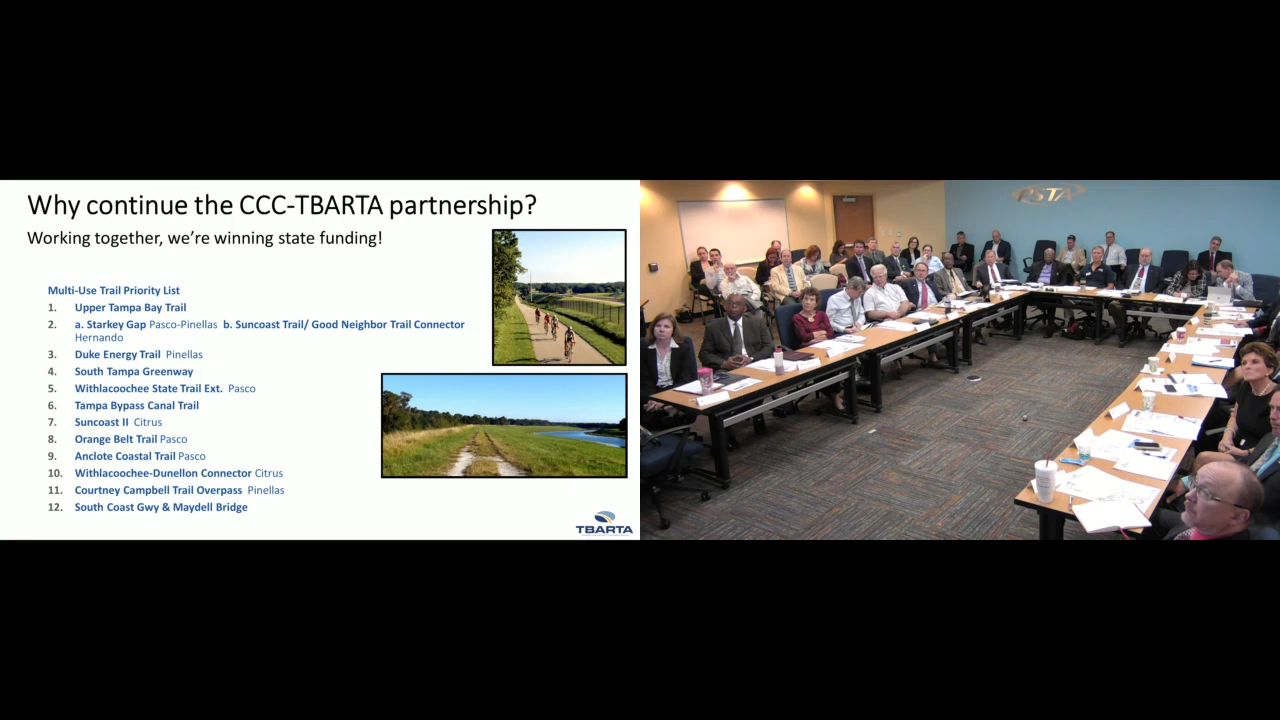 Why continue the CCC-TBARTA partnership?
Working together, we're winning state funding!
Multi-Use Trail Priority List
1. Upper Tampa Bay Trail
2. a. Starkey Gap Pasco-Pinellas b. Suncoast Trail/ Good Neighbor Trail Connector
Hernando
3. Duke Energy Trail Pinellas
4. South Tampa Greenway
5. Withlacoochee State Trail Ext. Pasco
6. Tampa Bypass Canal Trail
7. Suncoast II Citrus
8. Orange Belt Trail Pasco
9. Anclote Coastal Trail Pasco
10. Withlacoochee-Dunellon Connector Citrus
11. Courtney Campbell Trail Overpass Pinellas
12. South Coast Gwy & Maydell Bridge
TBARTA
PSTA